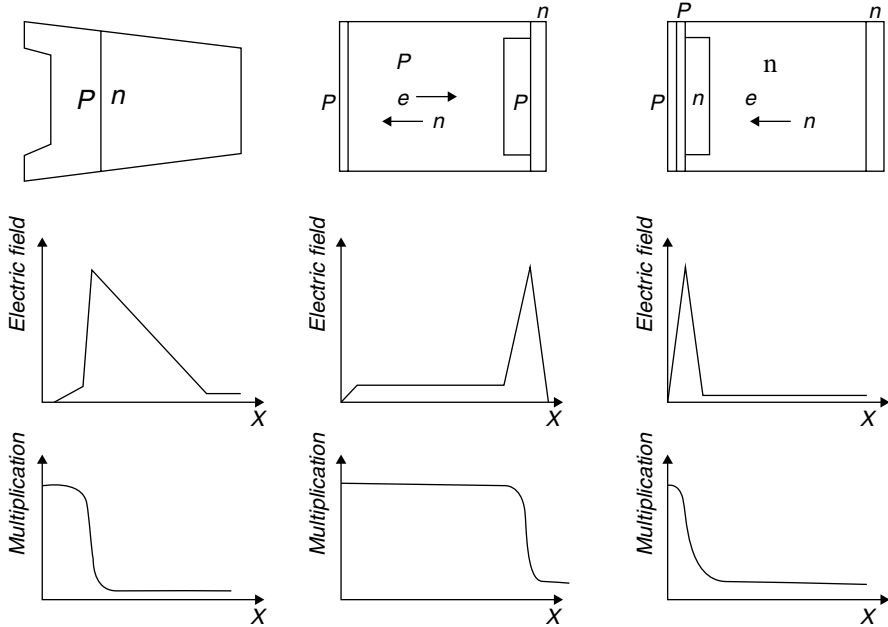 P n
n
P
P
e
n
P
P
n
P
n
n
e
n
Electric field
X
Electric field
X
Electric field
X
Multiplication
X
Multiplication
X
Multiplication
X